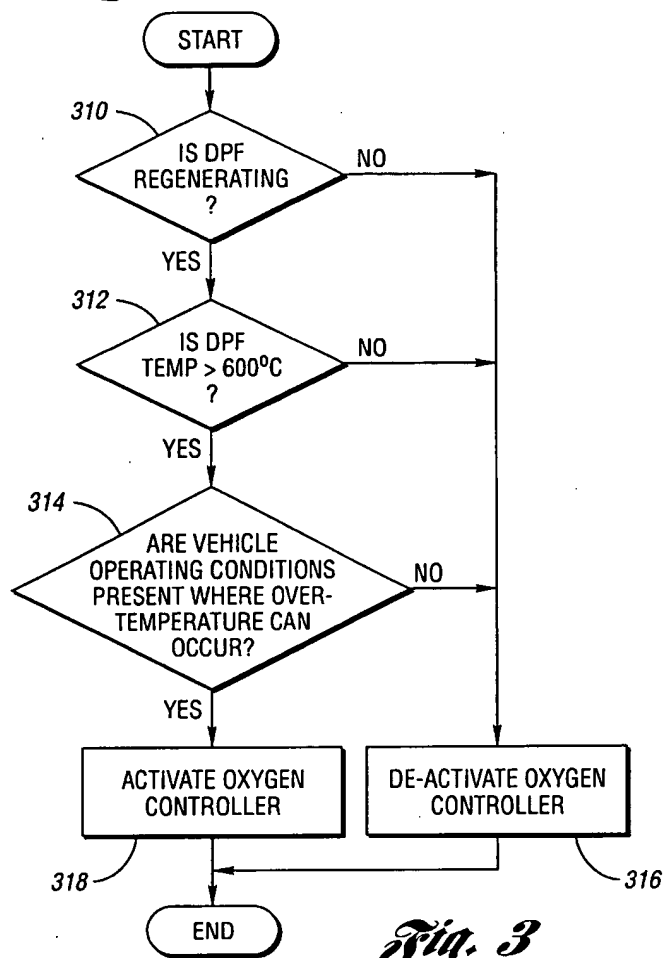 START
310
IS DPF
REGENERATING
?
NO
YES
312
IS DPF
TEMP > 600⁰C
?
NO
YES
314
ARE VEHICLE
OPERATING CONDITIONS
PRESENT WHERE OVER-
TEMPERATURE CAN
OCCUR?
NO
YES
ACTIVATE OXYGEN
CONTROLLER
DE-ACTIVATE OXYGEN
CONTROLLER
318
316
END
Fig. 3